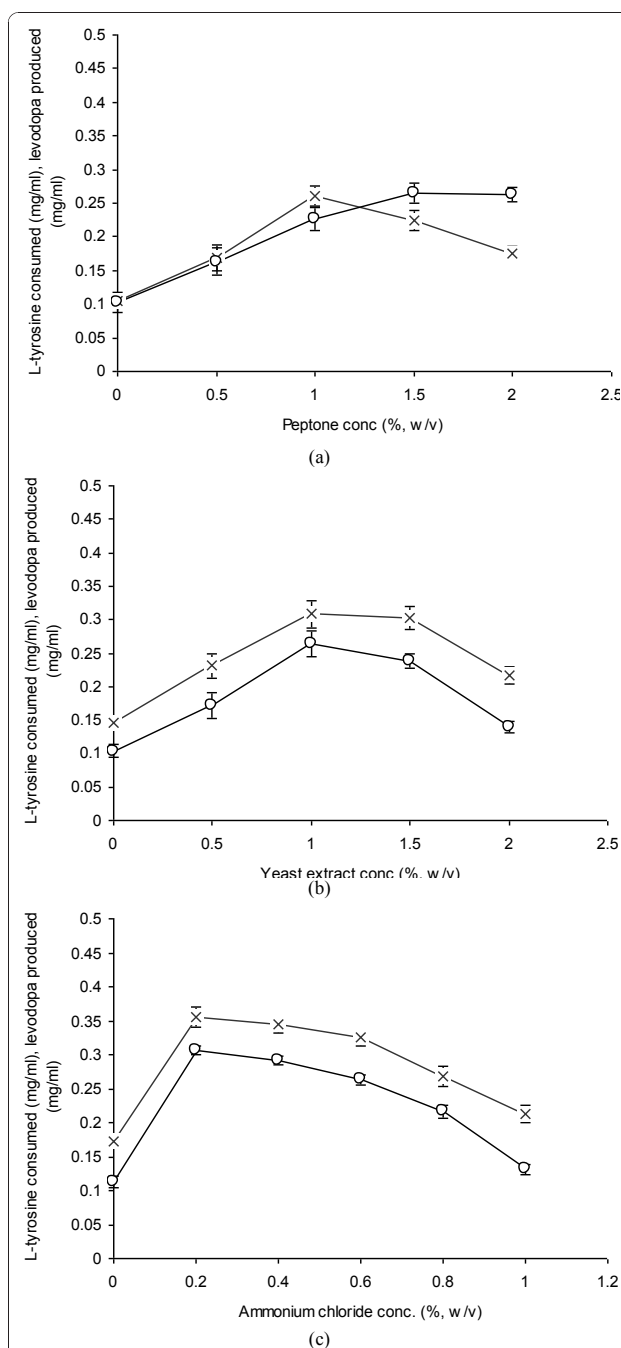 L-tyrosine consumed (mg/ml), levodopa produced
(mg/ml)
0.5
0.45
0.4
0.35
0.3
0.25
0.2
0.15
0.1
0.05
0
0 0.5 1 1.5 2 2.5
Peptone conc (%, w/v)
(a)
L-tyrosine consumed (mg/ml), levodopa produced
(mg/ml)
0.5
0.45
0.4
0.35
0.3
0.25
0.2
0.15
0.1
0.05
0
0 0.5 1 1.5 2 2.5
Yeast extract conc (%, w/v)
(b)
L-tyrosine consumed (mg/ml), levodopa produced
(mg/ml)
0.5
0.45
0.4
0.35
0.3
0.25
0.2
0.15
0.1
0.05
0
0 0.2 0.4 0.6 0.8 1 1.2
Ammonium chloride conc. (%, w/v)
(c)